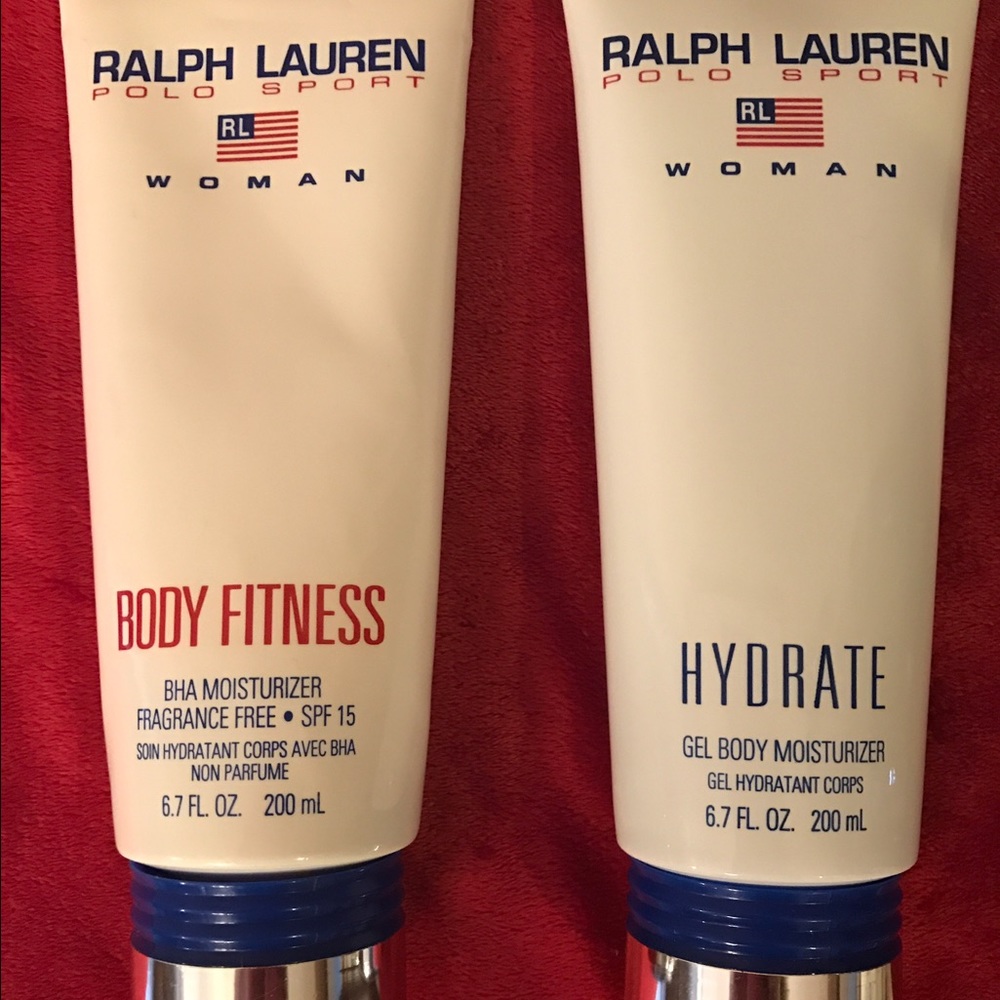 RALPH LAUREN
POLO SPORT
RL
WOMAN
BODY FITNESS
BHA MOISTURIZER
FRAGRANCE FREE • SPF 15
SOIN HYDRATANT CORPS AVEC BHA
NON PARFUME
6.7 FL. OZ. 200 mL
RALPH LAUREN
POLO SPORT
RL
WOMAN
HYDRATE
GEL BODY MOISTURIZER
GEL HYDRATANT CORPS
6.7 FL. OZ. 200 mL